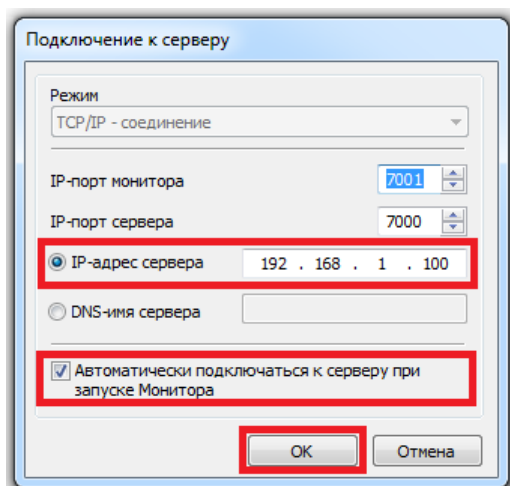 Подключение к серверу
Режим
TCP/IP - соединение
IP-порт монитора 7001
IP-порт сервера 7000
IP-адрес сервера 192 . 168 . 1 . 100
DNS-имя сервера
Автоматически подключаться к серверу при
запуске Монитора
OK Отмена